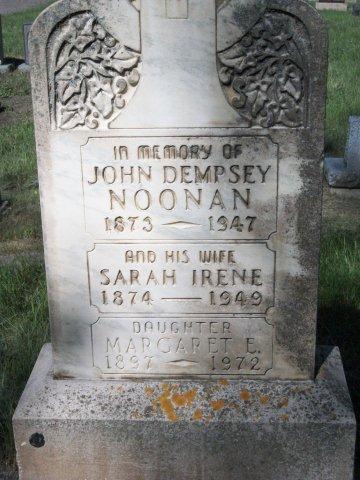 IN MEMORY OF
JOHN DEMPSEY
NOONAN
1873 — 1947
AND HIS WIFE
SARAH IRENE
1874 — 1949
DAUGHTER
MARGARET E.
1897 — 1972